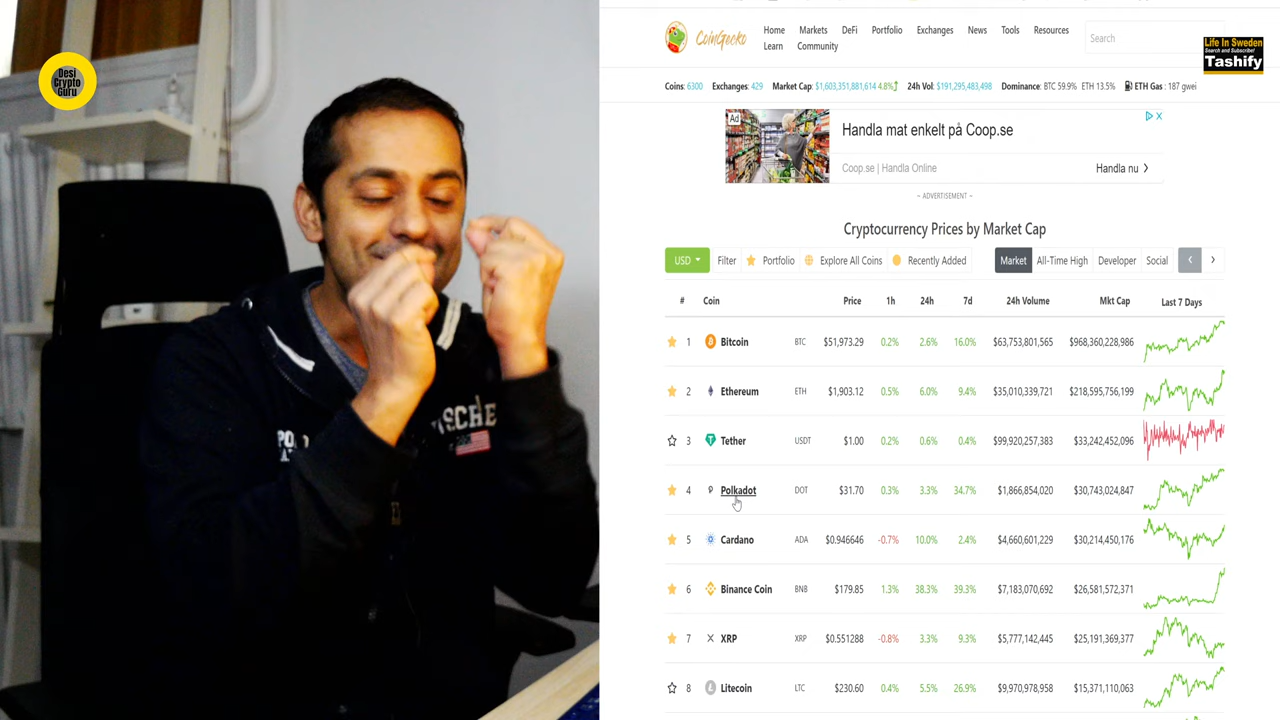 Desi
Crypto
Guru
CoinGecko
Home Markets DeFi Portfolio Exchanges News Tools Resources
Learn Community
Search
Life In Sweden
Search and Subscribe!
Tashify
Coins: 6300 Exchanges: 429 Market Cap: $1,603,351,881,614 4.8% 24h Vol: $191,295,483,498 Dominance: BTC 59.9% ETH 13.5% ETH Gas: 187 gwei
Ad
Handla mat enkelt på Coop.se
Coop.se | Handla Online
Handla nu
– ADVERTISEMENT –
Cryptocurrency Prices by Market Cap
USD Filter Portfolio Explore All Coins Recently Added Market All-Time High Developer Social
# Coin Price 1h 24h 7d 24h Volume Mkt Cap Last 7 Days
1 Bitcoin BTC $51,973.29 0.2% 2.6% 16.0% $63,753,801,565 $968,360,228,986
2 Ethereum ETH $1,903.12 0.5% 6.0% 9.4% $35,010,339,721 $218,595,756,199
3 Tether USDT $1.00 0.2% 0.6% 0.4% $99,920,257,383 $33,242,452,096
4 Polkadot DOT $31.70 0.3% 3.3% 34.7% $1,866,854,020 $30,743,024,847
5 Cardano ADA $0.946646 -0.7% 10.0% 2.4% $4,660,601,229 $30,214,450,176
6 Binance Coin BNB $179.85 1.3% 38.3% 39.3% $7,183,070,692 $26,581,572,371
7 XRP XRP $0.551288 -0.8% 3.3% 9.3% $5,777,142,445 $25,191,369,377
8 Litecoin LTC $230.60 0.4% 5.5% 26.9% $9,970,978,958 $15,371,110,063